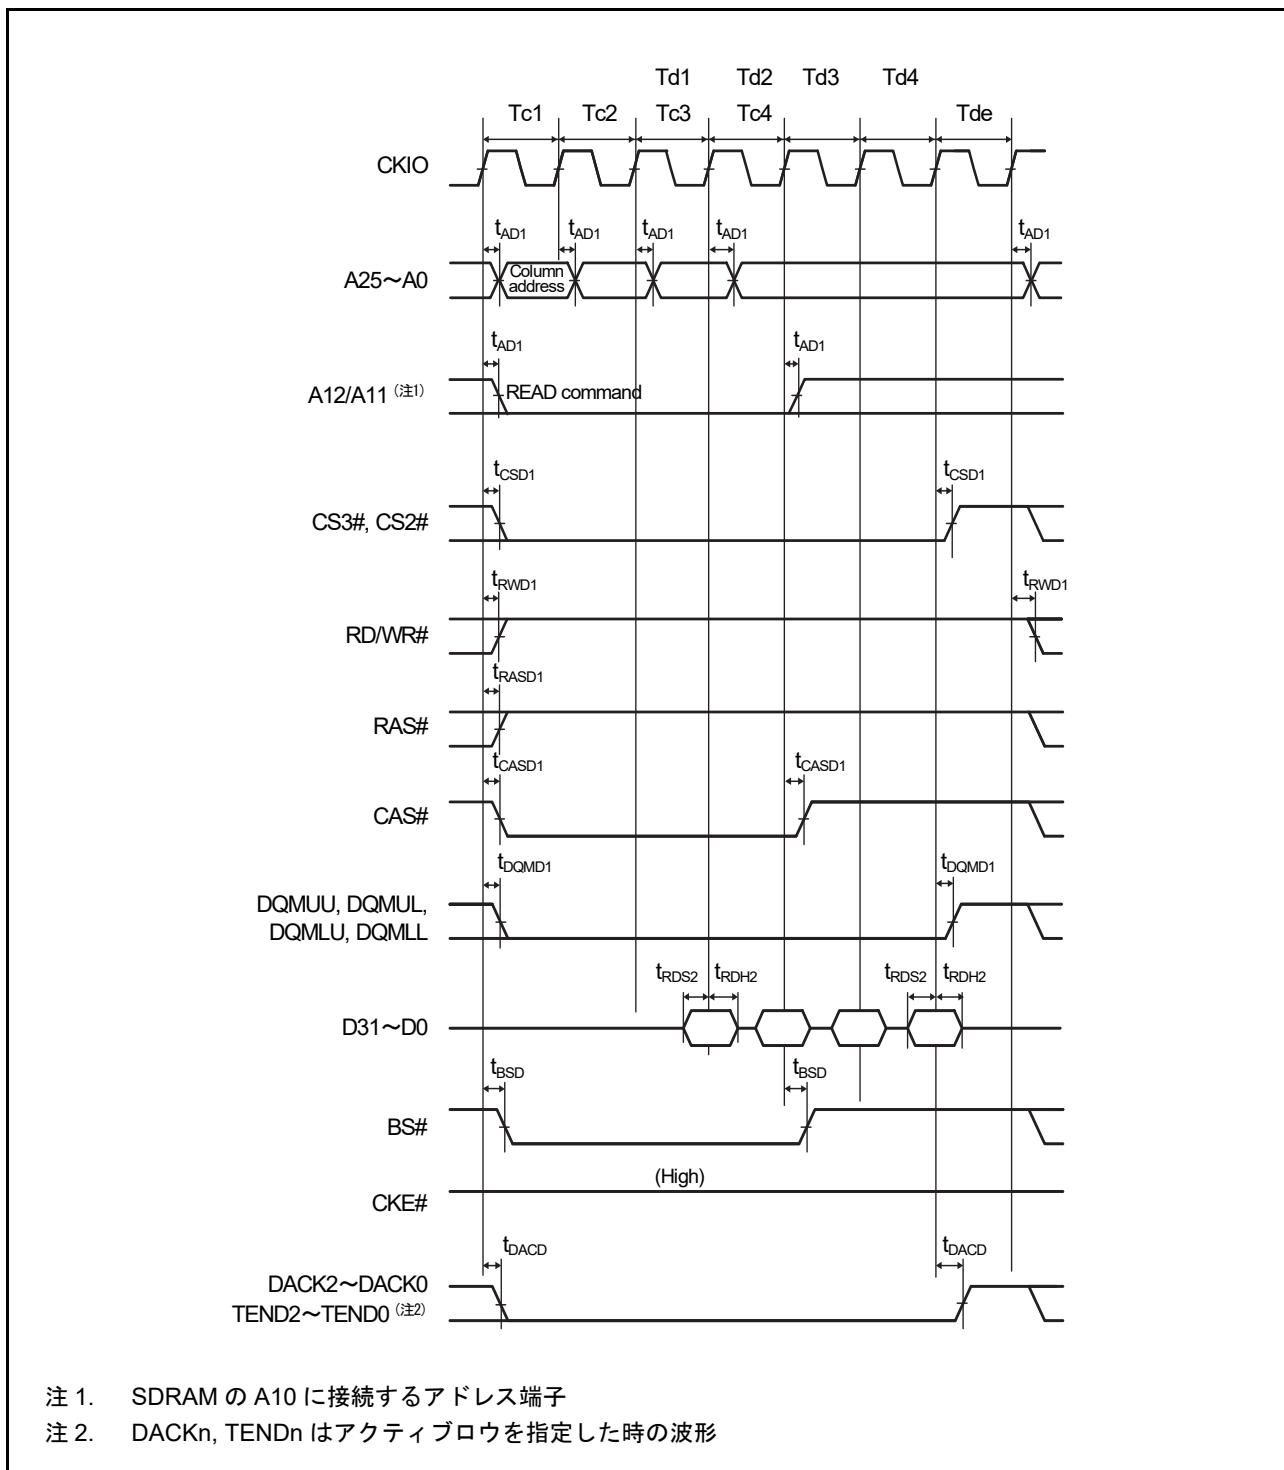 Td1 Td2 Td3 Td4
Tc1 Tc2 Tc3 Tc4 Tde
CKIO
tAD1 tAD1 tAD1 tAD1 tAD1
A25～A0
Column
address
tAD1 tAD1
A12/A11 (注1)
READ command
tCSD1 tCSD1
CS3#, CS2#
tRWD1 tRWD1
RD/WR#
tRASD1
RAS#
tCASD1 tCASD1
CAS#
tDQMD1 tDQMD1
DQMUU, DQMUL,
DQMLU, DQMLL
tRDS2 tRDH2 tRDS2 tRDH2
D31～D0
tBSD tBSD
BS#
(High)
CKE#
tDACD tDACD
DACK2～DACK0
TEND2～TEND0 (注2)
注 1. SDRAM の A10 に接続するアドレス端子
注 2. DACKn, TENDn はアクティブロウを指定した時の波形